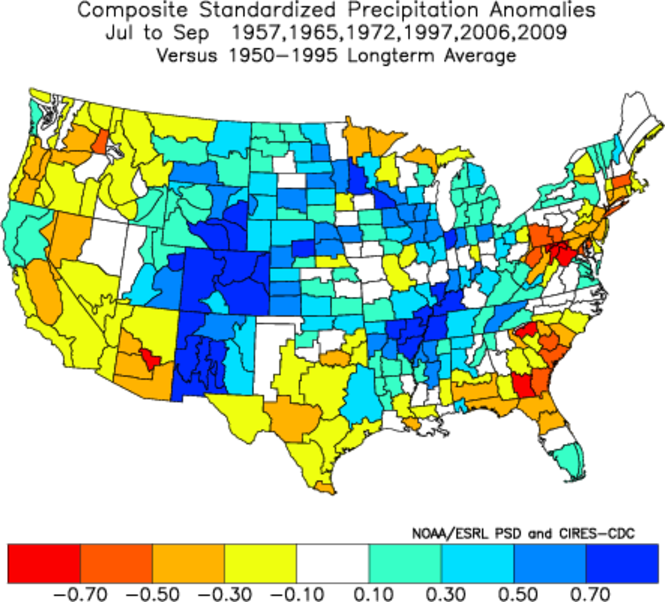 Composite Standardized Precipitation Anomalies
Jul to Sep 1957,1965,1972,1997,2006,2009
Versus 1950−1995 Longterm Average
NOAA/ESRL PSD and CIRES−CDC
−0.70 −0.50 −0.30 −0.10 0.10 0.30 0.50 0.70